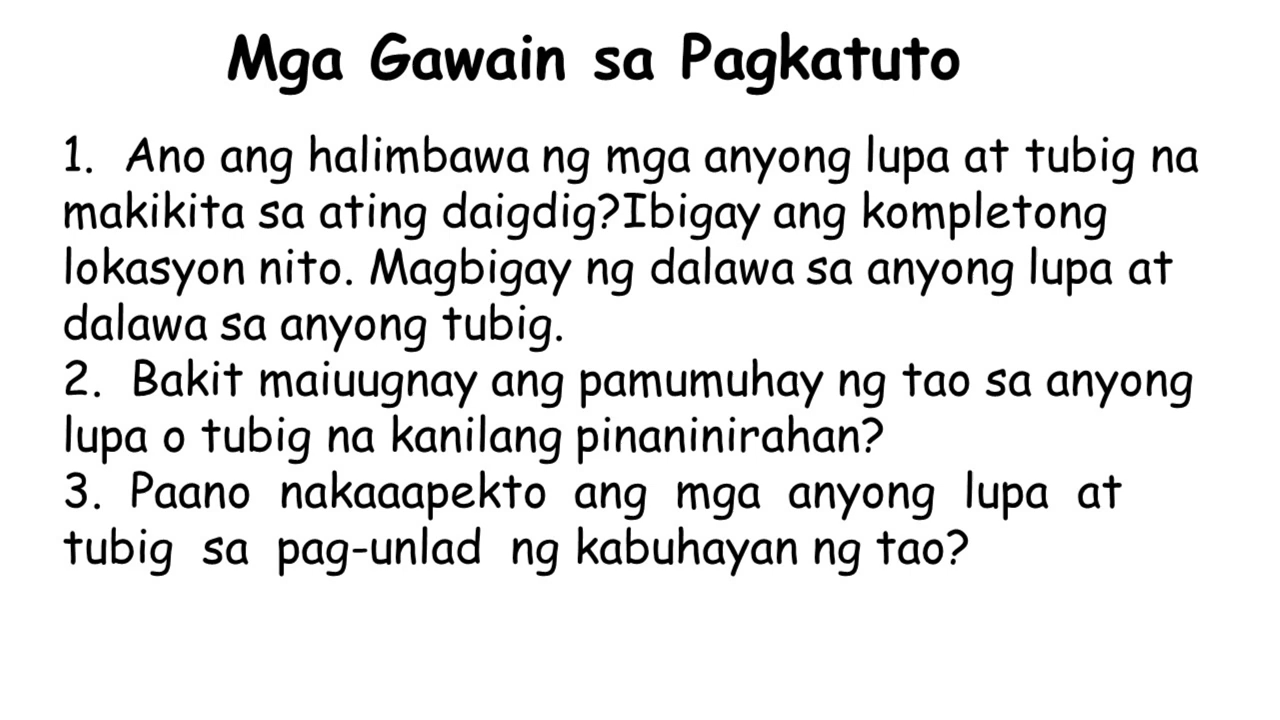 Mga Gawain sa Pagkatuto
1. Ano ang halimbawa ng mga anyong lupa at tubig na
makikita sa ating daigdig?Ibigay ang kompletong
lokasyon nito. Magbigay ng dalawa sa anyong lupa at
dalawa sa anyong tubig.
2. Bakit maiuugnay ang pamumuhay ng tao sa anyong
lupa o tubig na kanilang pinaninirahan?
3. Paano nakaaapekto ang mga anyong lupa at
tubig sa pag-unlad ng kabuhayan ng tao?